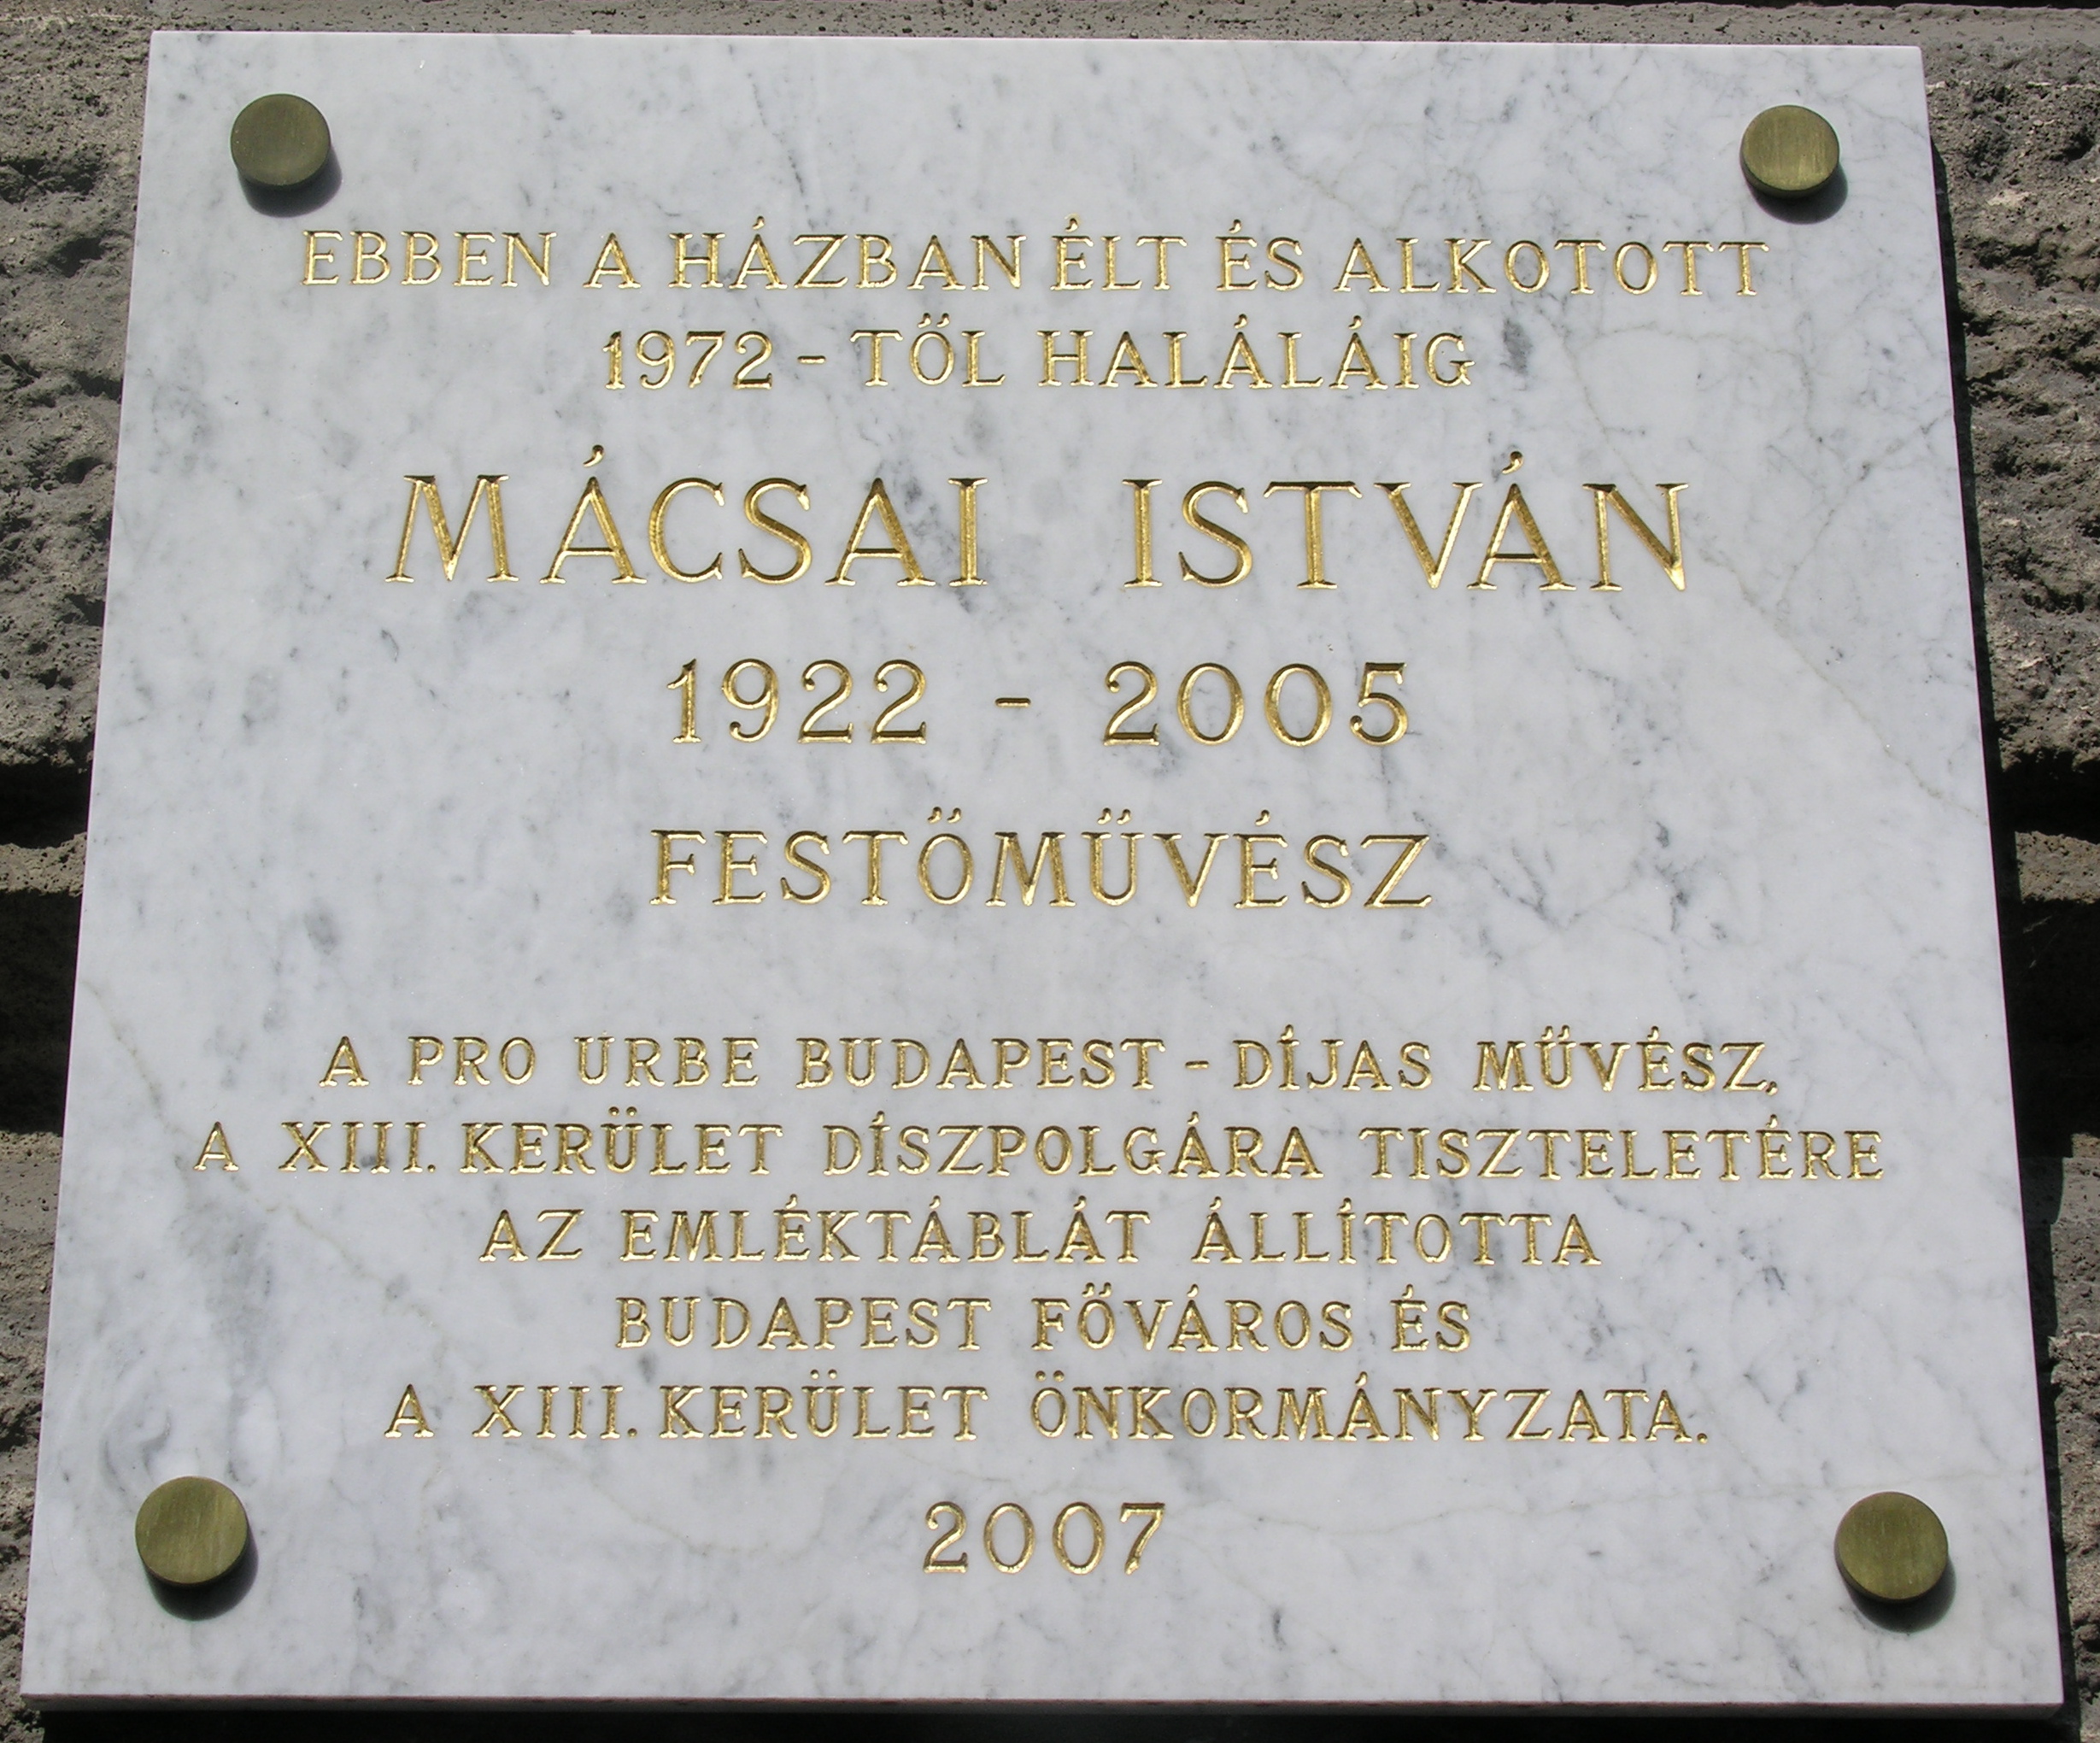 EBBEN A HÁZBAN ÉLT ÉS ALKOTOTT
1972 - TŐL HALÁLÁIG
MÁCSAI ISTVÁN
1922 - 2005
FESTŐMŰVÉSZ
A PRO URBE BUDAPEST - DÍJAS MŰVÉSZ,
A XIII. KERÜLET DÍSZPOLGÁRA TISZTELETÉRE
AZ EMLÉKTÁBLÁT ÁLLÍTOTTA
BUDAPEST FŐVÁROS ÉS
A XIII. KERÜLET ÖNKORMÁNYZATA.
2007